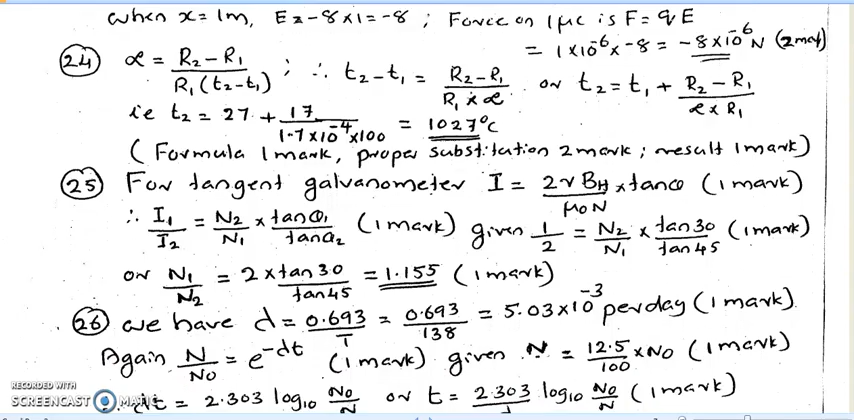 when x = 1m, E = -8×1 = -8 ; Force on 1µc is F = qE
= 1×10⁻⁶ × -8 = -8×10⁻⁶ N (2 mark)
24) α = (R₂-R₁)/(R₁(t₂-t₁)) ; ∴ t₂-t₁ = (R₂-R₁)/(R₁×α) or t₂ = t₁ + (R₂-R₁)/(α×R₁)
ie t₂ = 27 + 17/(1.7×10⁻⁴×100) = 1027°C
(Formula 1 mark, proper substitution 2 mark; result 1 mark)
25) For tangent galvanometer I = (2rB_H)/(µ₀N) × tanθ (1 mark)
∴ I₁/I₂ = N₂/N₁ × tanθ₁/tanθ₂ (1 mark) given 1/2 = N₂/N₁ × tan30/tan45 (1 mark)
or N₁/N₂ = 2×tan30/tan45 = 1.155 (1 mark)
26) we have λ = 0.693/T = 0.693/138 = 5.03×10⁻³ per day (1 mark)
Again N/N₀ = e^(-λt) (1 mark) given N = 12.5/100 × N₀ (1 mark)
λt = 2.303 log₁₀ N₀/N or t = 2.303/λ log₁₀ N₀/N (1 mark)
RECORDED WITH
SCREENCAST MATIC